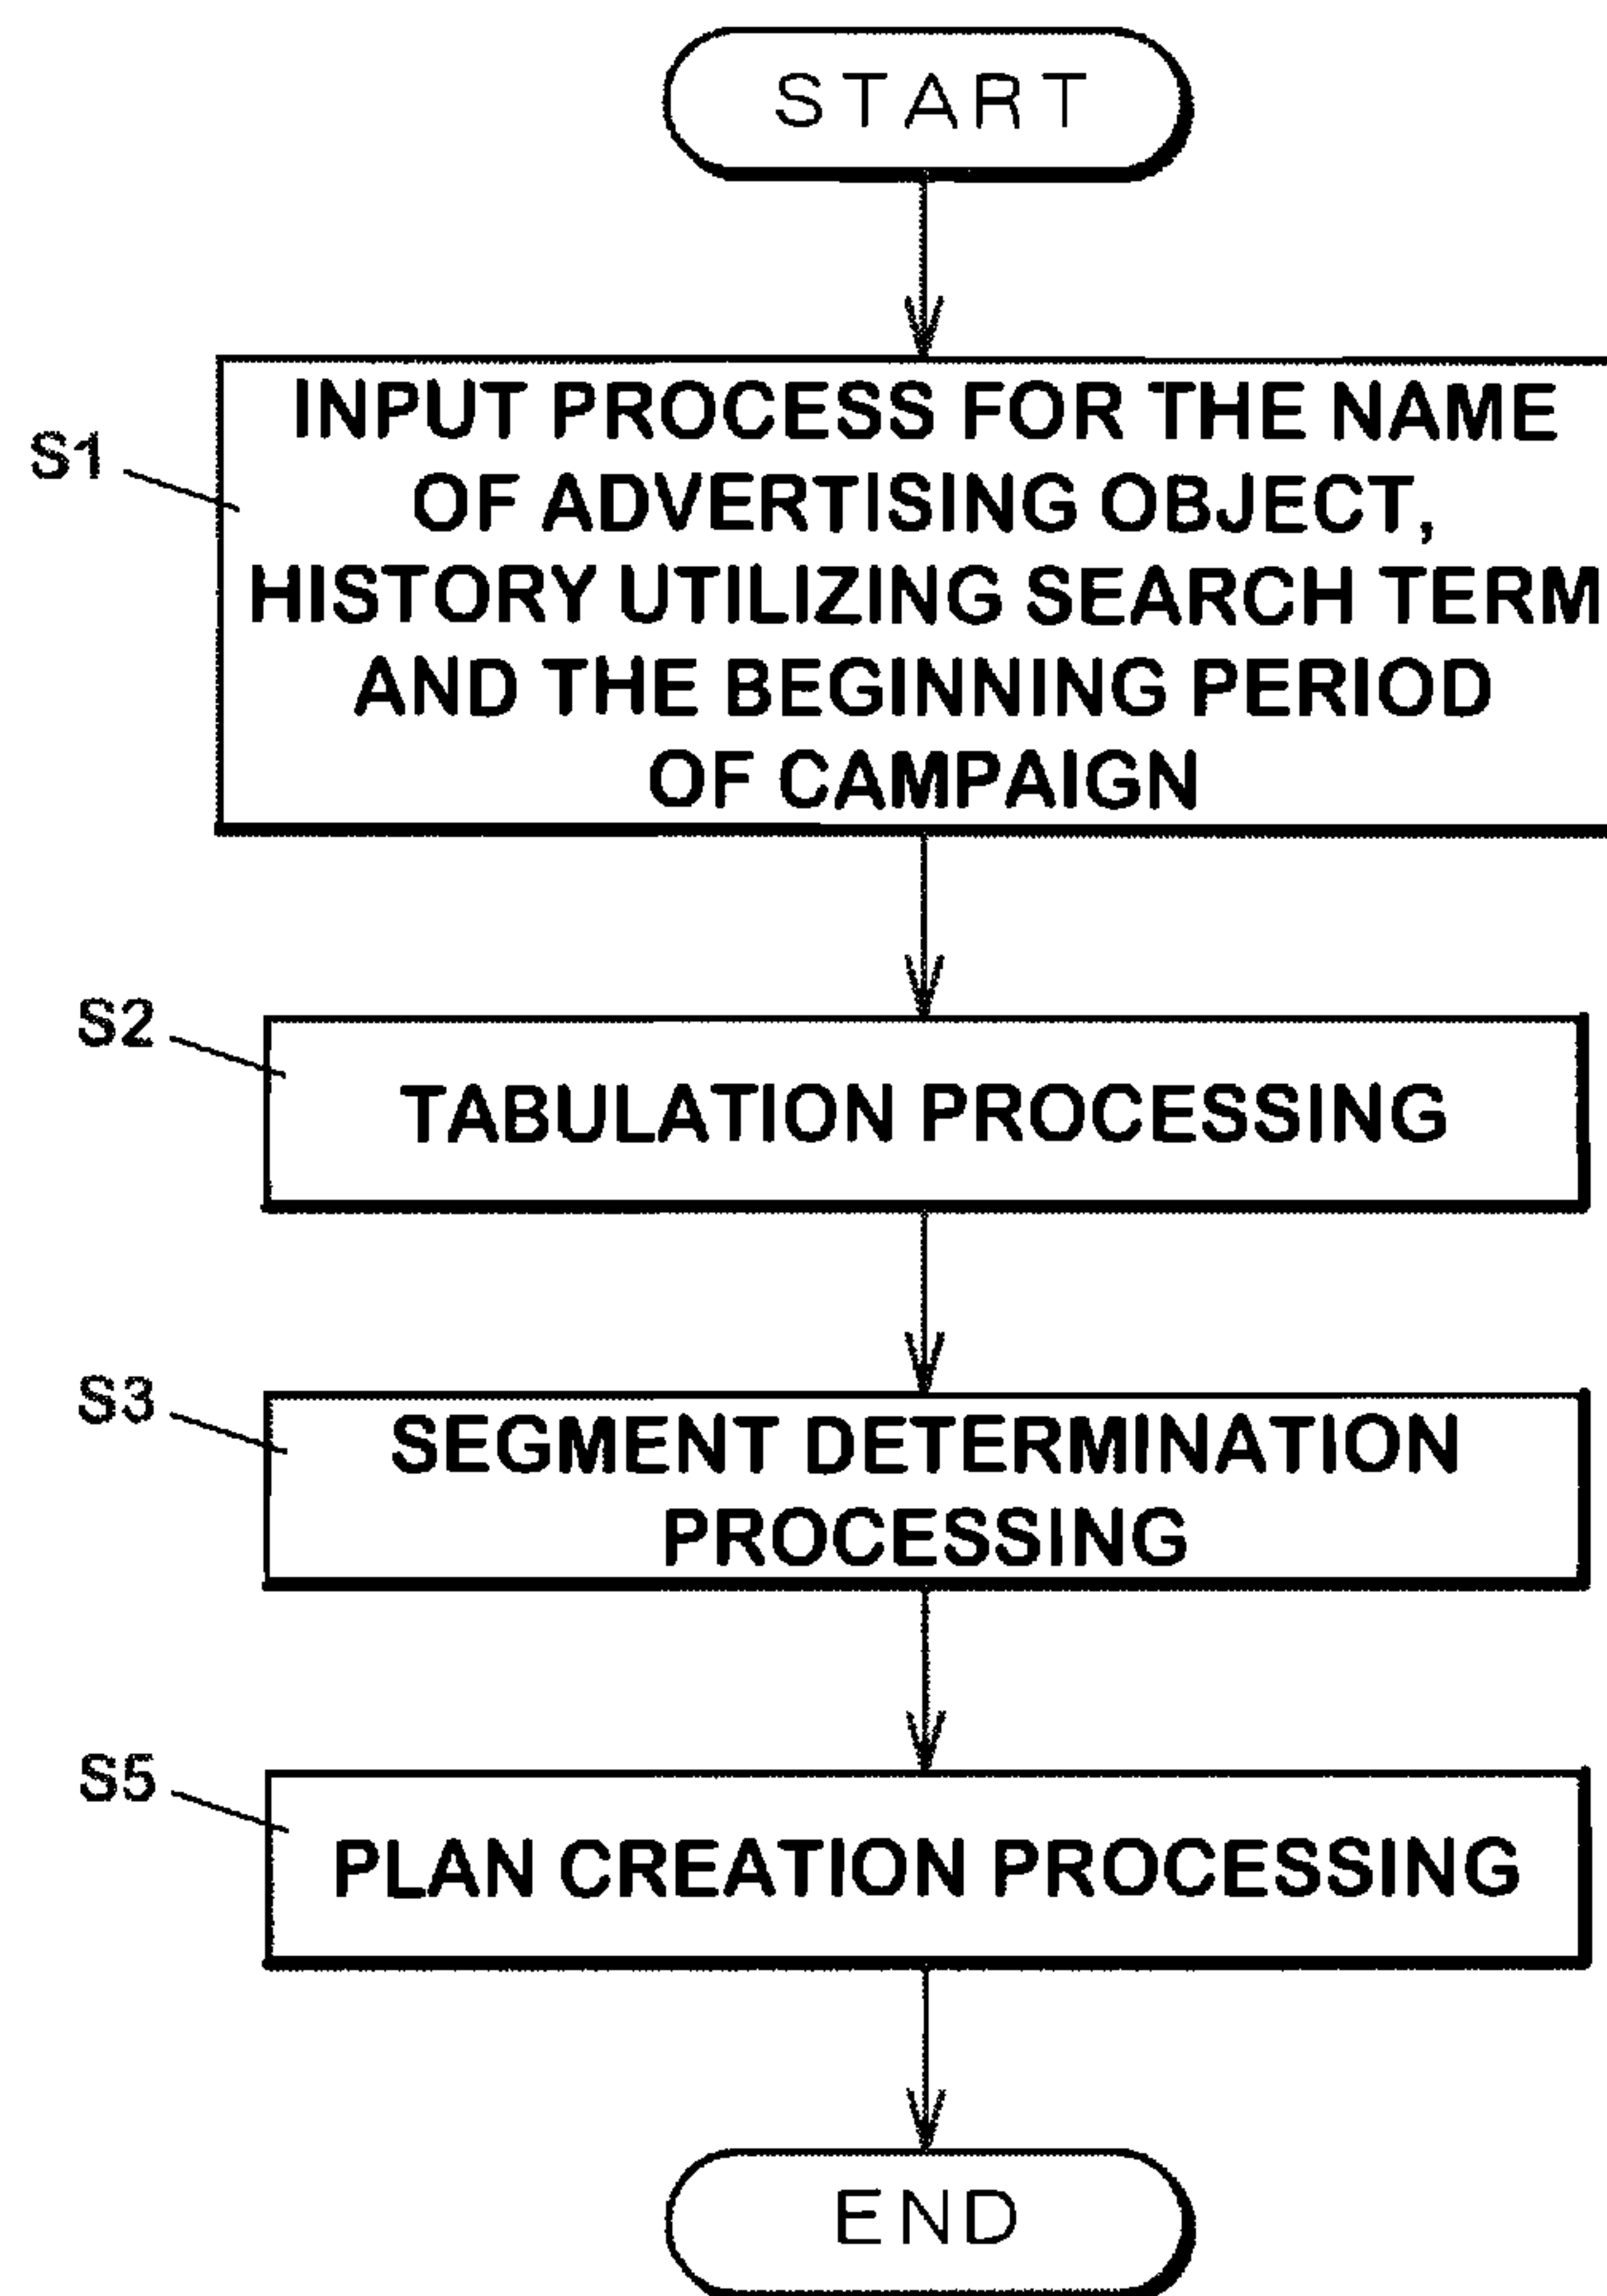 START
S1
INPUT PROCESS FOR THE NAME
OF ADVERTISING OBJECT,
HISTORY UTILIZING SEARCH TERM
AND THE BEGINNING PERIOD
OF CAMPAIGN
S2
TABULATION PROCESSING
S3
SEGMENT DETERMINATION
PROCESSING
S5
PLAN CREATION PROCESSING
END